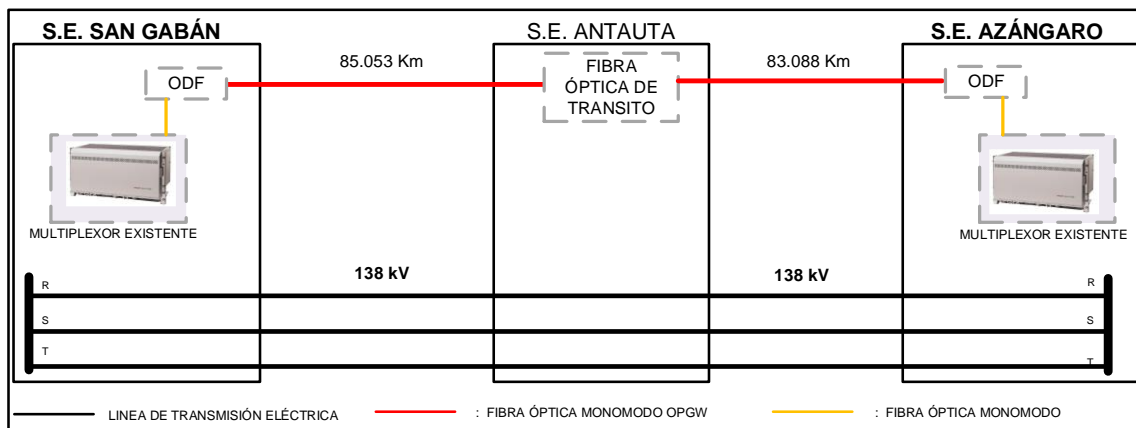 S.E. SAN GABÁN
S.E. ANTAUTA
S.E. AZÁNGARO
85.053 Km
83.088 Km
ODF
FIBRA
ÓPTICA DE
TRANSITO
ODF
MULTIPLEXOR EXISTENTE
MULTIPLEXOR EXISTENTE
138 kV
138 kV
R
R
S
S
T
T
LINEA DE TRANSMISIÓN ELÉCTRICA
: FIBRA ÓPTICA MONOMODO OPGW
: FIBRA ÓPTICA MONOMODO